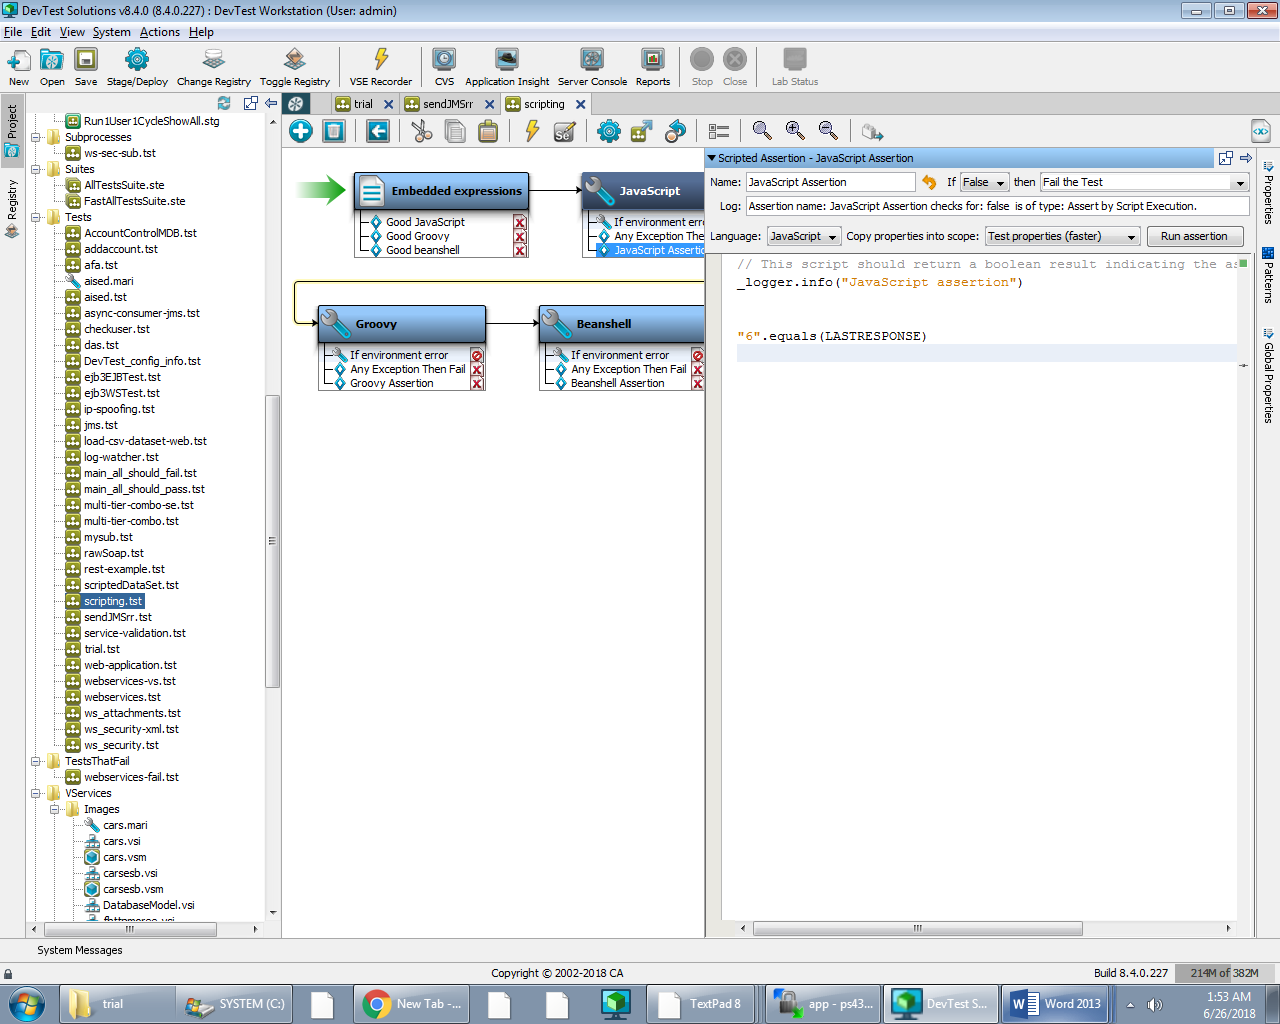 DevTest Solutions v8.4.0 (8.4.0.227) : DevTest Workstation (User: admin)
File Edit View System Actions Help
New Open Save Stage/Deploy Change Registry Toggle Registry VSE Recorder CVS Application Insight Server Console Reports Stop Close Lab Status
Project
Registry
Run1User1CycleShowAll.stg
Subprocesses
ws-sec-sub.tst
Suites
AllTestsSuite.ste
FastAllTestsSuite.ste
Tests
AccountControlMDB.tst
addaccount.tst
afa.tst
aised.mari
aised.tst
async-consumer-jms.tst
checkuser.tst
das.tst
DevTest_config_info.tst
ejb3EJBTest.tst
ejb3WSTest.tst
ip-spoofing.tst
jms.tst
load-csv-dataset-web.tst
log-watcher.tst
main_all_should_fail.tst
main_all_should_pass.tst
multi-tier-combo-se.tst
multi-tier-combo.tst
mysub.tst
rawSoap.tst
rest-example.tst
scriptedDataSet.tst
scripting.tst
sendJMSrr.tst
service-validation.tst
trial.tst
web-application.tst
webservices-vs.tst
webservices.tst
ws_attachments.tst
ws_security-xml.tst
ws_security.tst
TestsThatFail
webservices-fail.tst
VServices
Images
cars.mari
cars.vsi
cars.vsm
carsesb.vsi
carsesb.vsm
DatabaseModel.vsi
trial sendJMSrr scripting
Embedded expressions
Good JavaScript
Good Groovy
Good beanshell
JavaScript
If environment erro
Any Exception The
JavaScript Assertio
Groovy
If environment error
Any Exception Then Fail
Groovy Assertion
Beanshell
If environment error
Any Exception Then Fail
Beanshell Assertion
Scripted Assertion - JavaScript Assertion
Name: JavaScript Assertion If False then Fail the Test
Log: Assertion name: JavaScript Assertion checks for: false is of type: Assert by Script Execution.
Language: JavaScript Copy properties into scope: Test properties (faster) Run assertion
// This script should return a boolean result indicating the as
_logger.info("JavaScript assertion")
"6".equals(LASTRESPONSE)
Properties
Patterns
Global Properties
System Messages
Copyright © 2002-2018 CA
Build 8.4.0.227 214M of 382M
trial SYSTEM (C:) New Tab -... TextPad 8 app - ps43... DevTest S... Word 2013
1:53 AM
6/26/2018